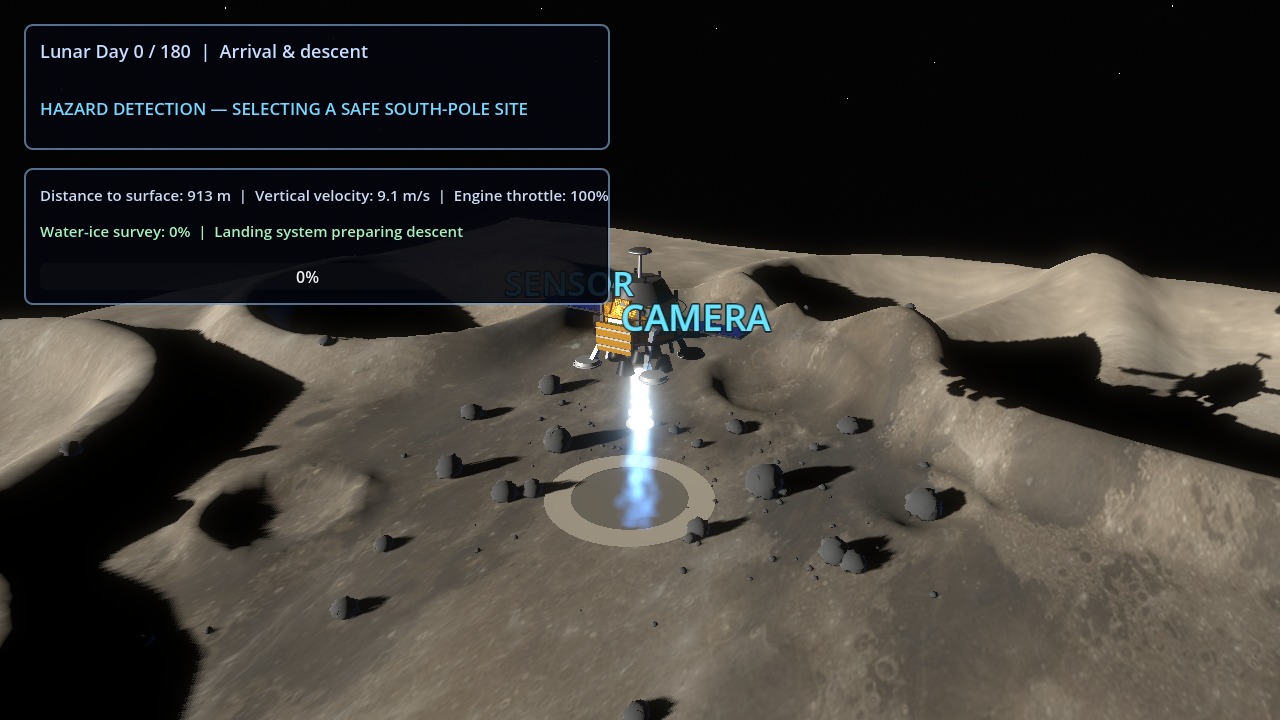 Lunar Day 0 / 180 | Arrival & descent
HAZARD DETECTION — SELECTING A SAFE SOUTH-POLE SITE
Distance to surface: 913 m | Vertical velocity: 9.1 m/s | Engine throttle: 100%
Water-ice survey: 0% | Landing system preparing descent
0%
SENSOR
CAMERA